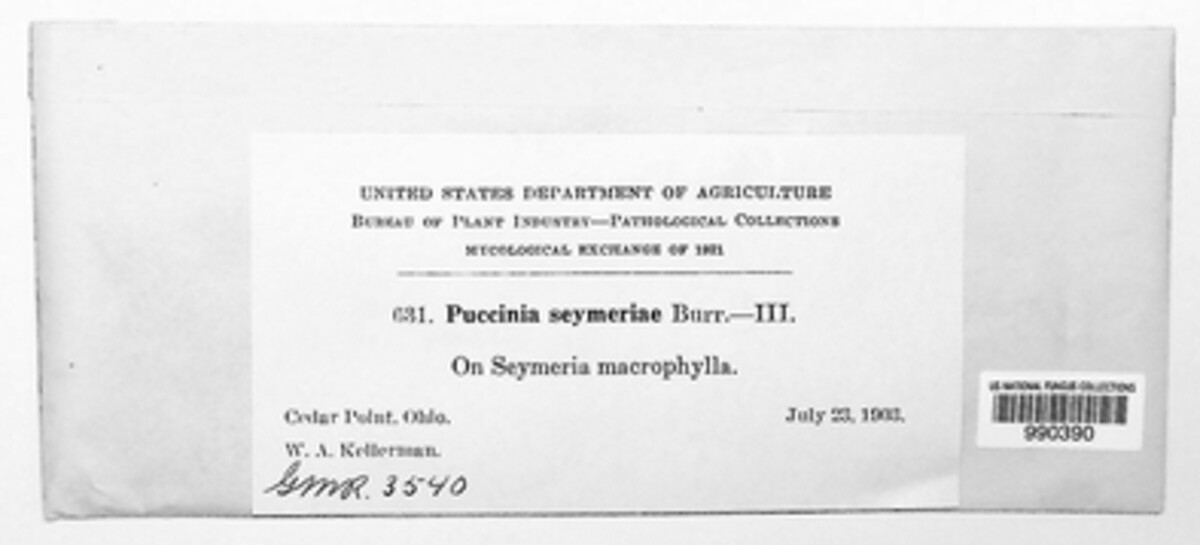 UNITED STATES DEPARTMENT OF AGRICULTURE
BUREAU OF PLANT INDUSTRY—PATHOLOGICAL COLLECTIONS
MYCOLOGICAL EXCHANGE OF 1921
631. Puccinia seymeriae Burr.—III.
On Seymeria macrophylla.
Cedar Point, Ohio. July 23, 1903.
W. A. Kellerman.
GMR. 3540
US NATIONAL FUNGUS COLLECTIONS
990390